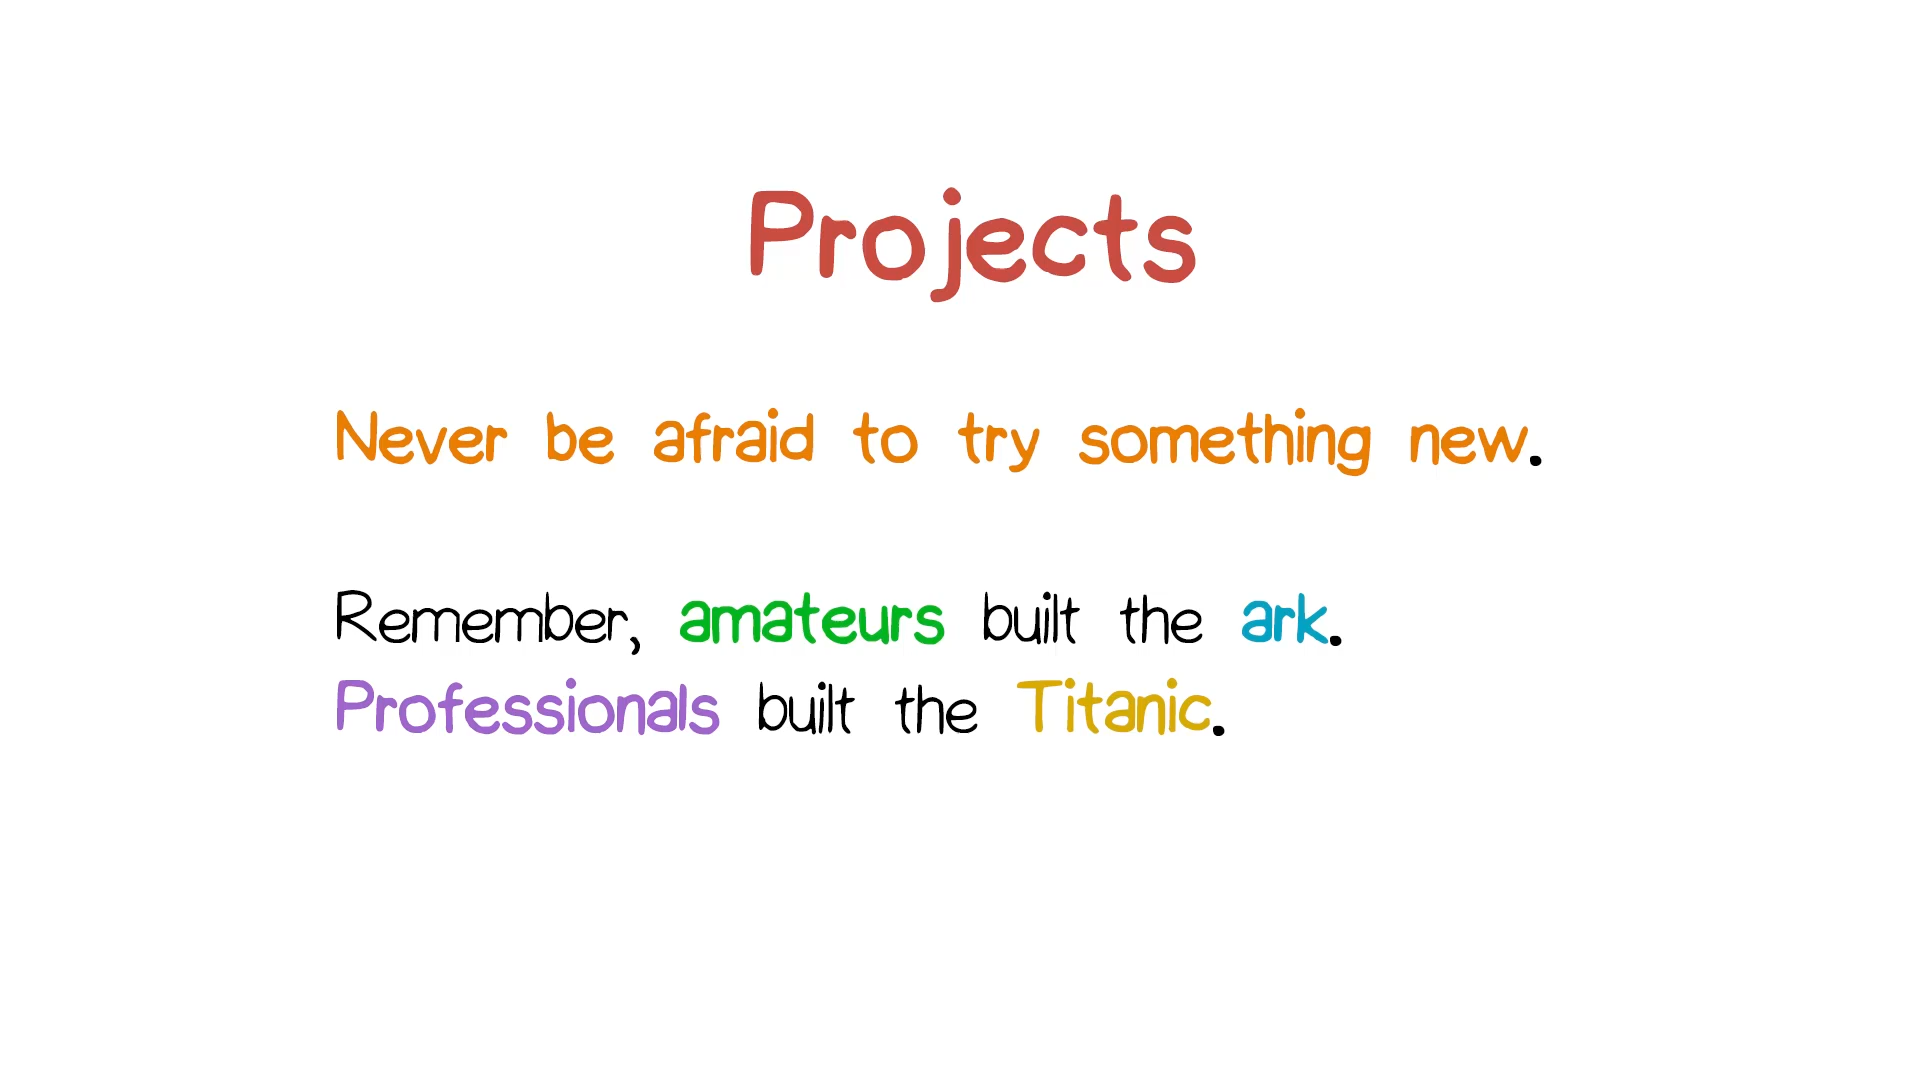 Projects
Never be afraid to try something new.
Remember, amateurs built the ark.
Professionals built the Titanic.